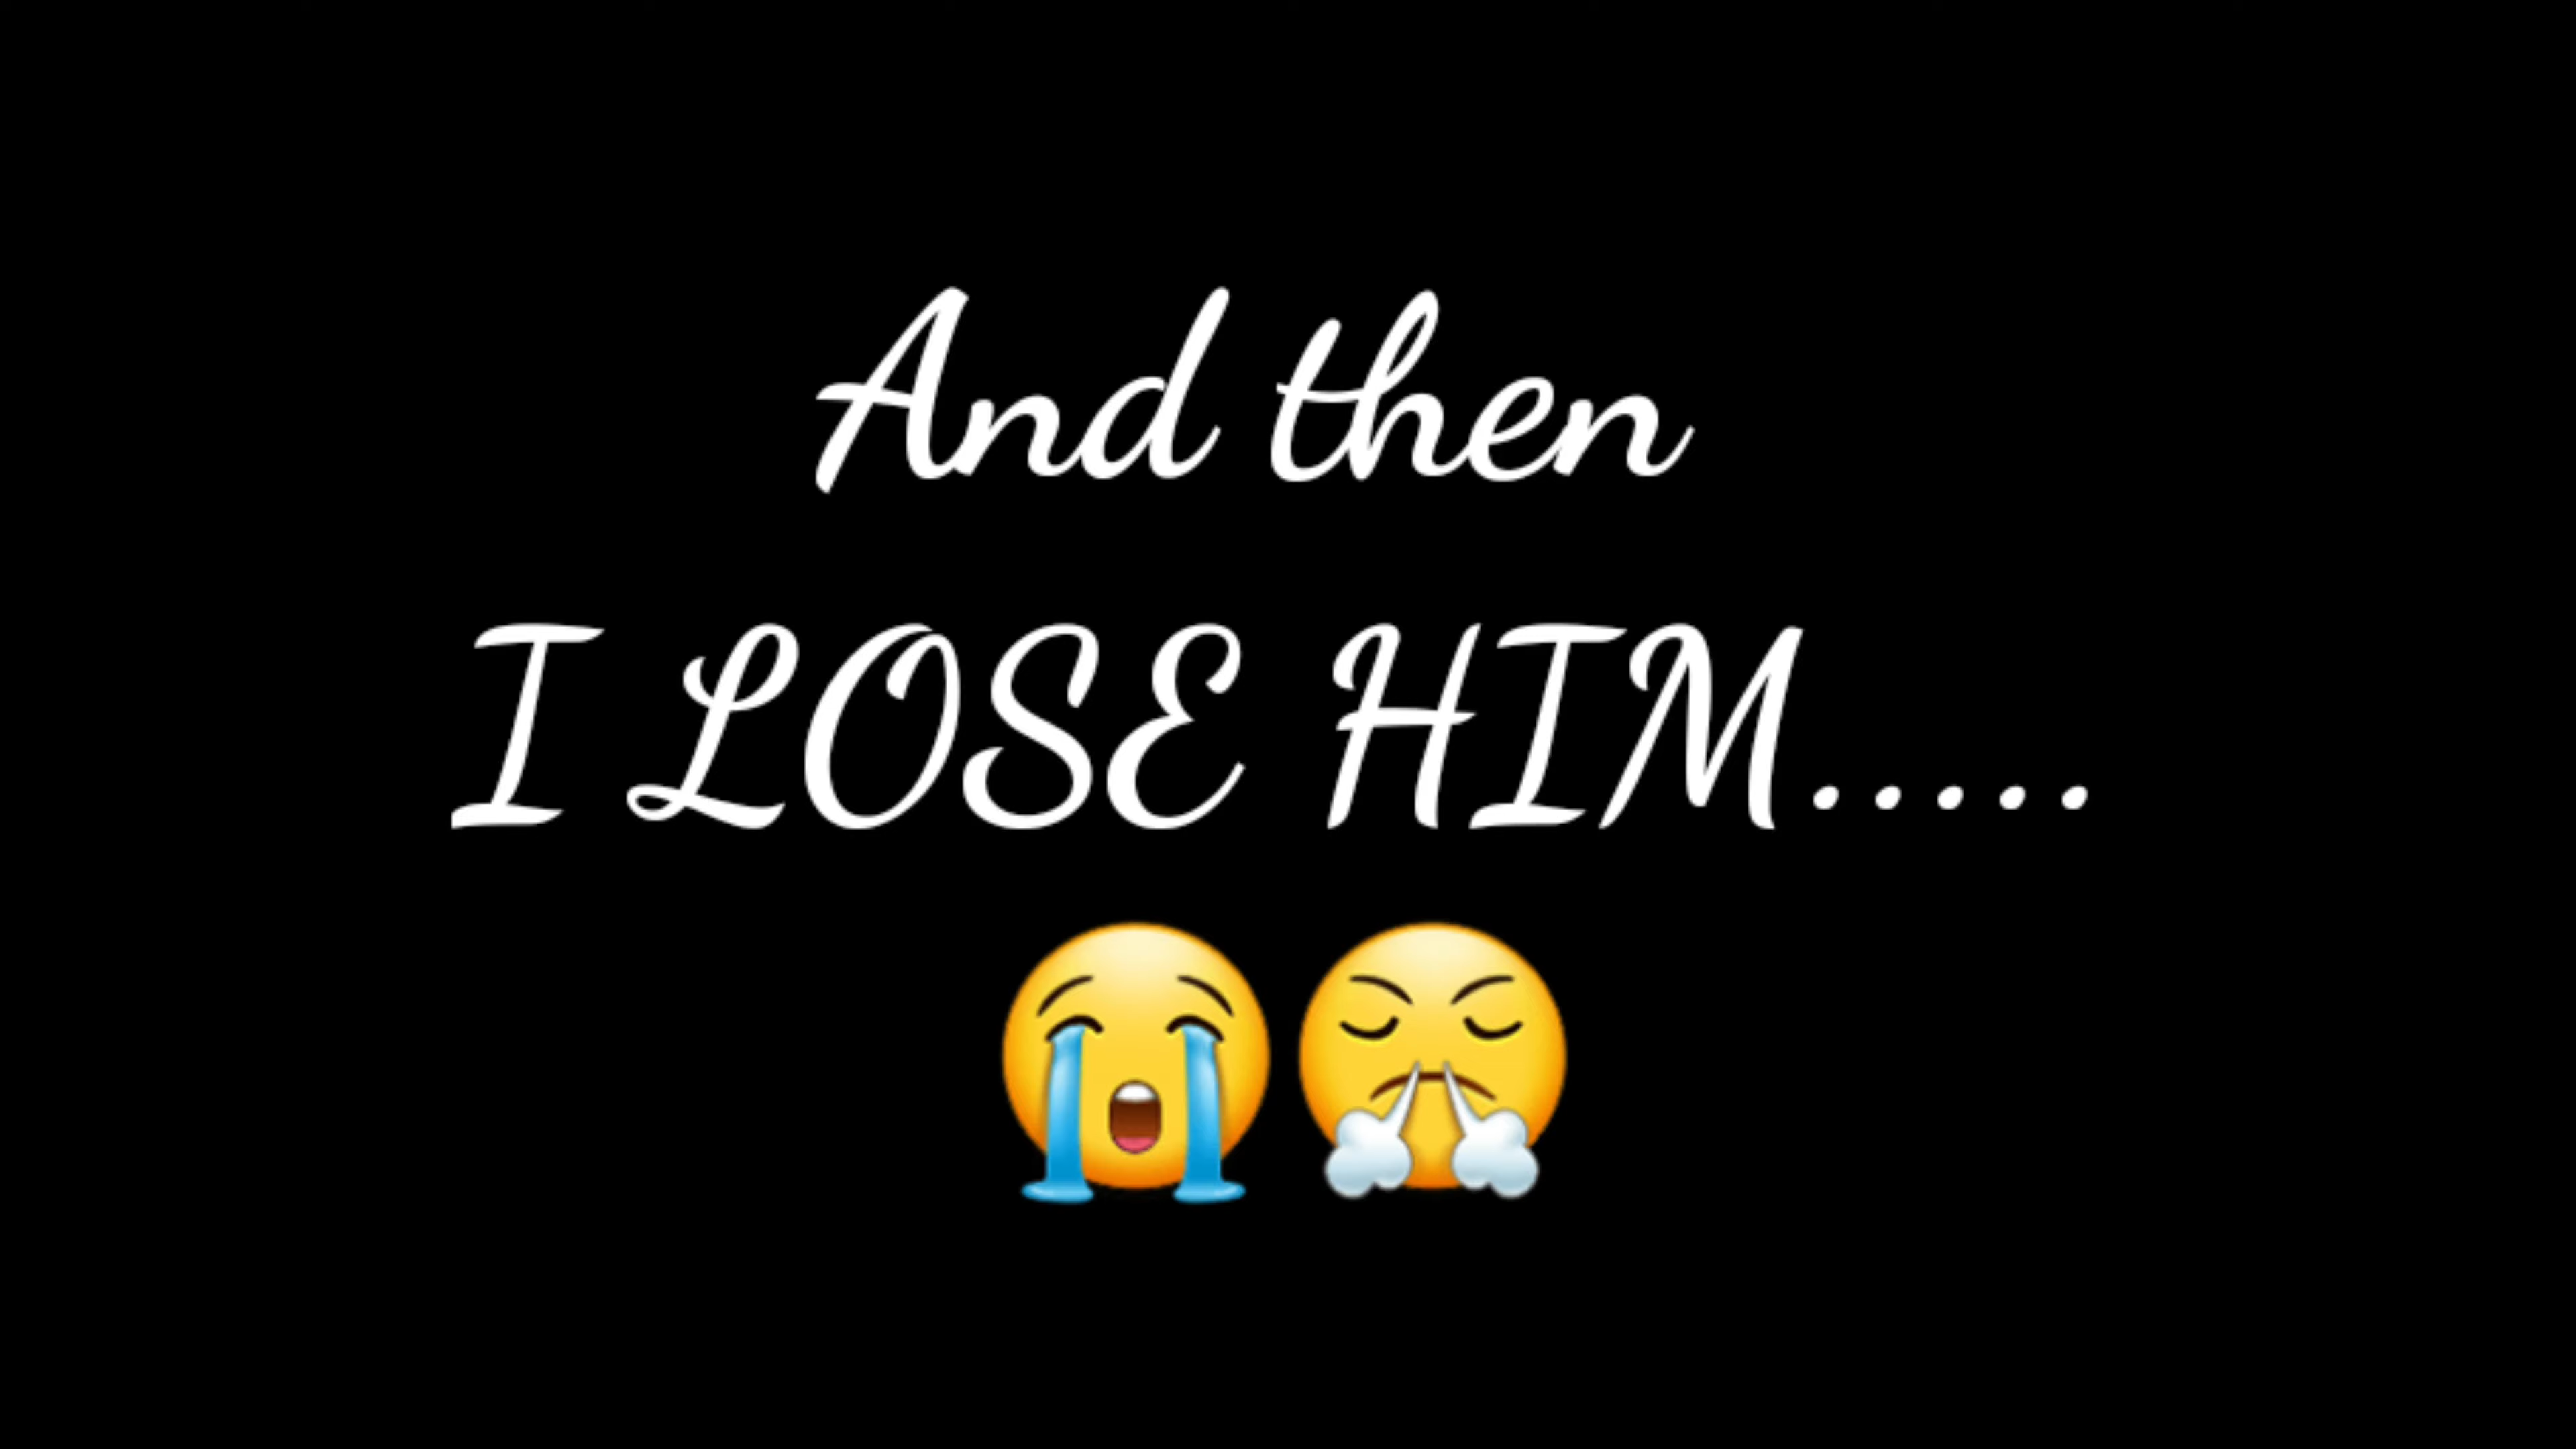 And then
I LOSE HIM.....
😭😤